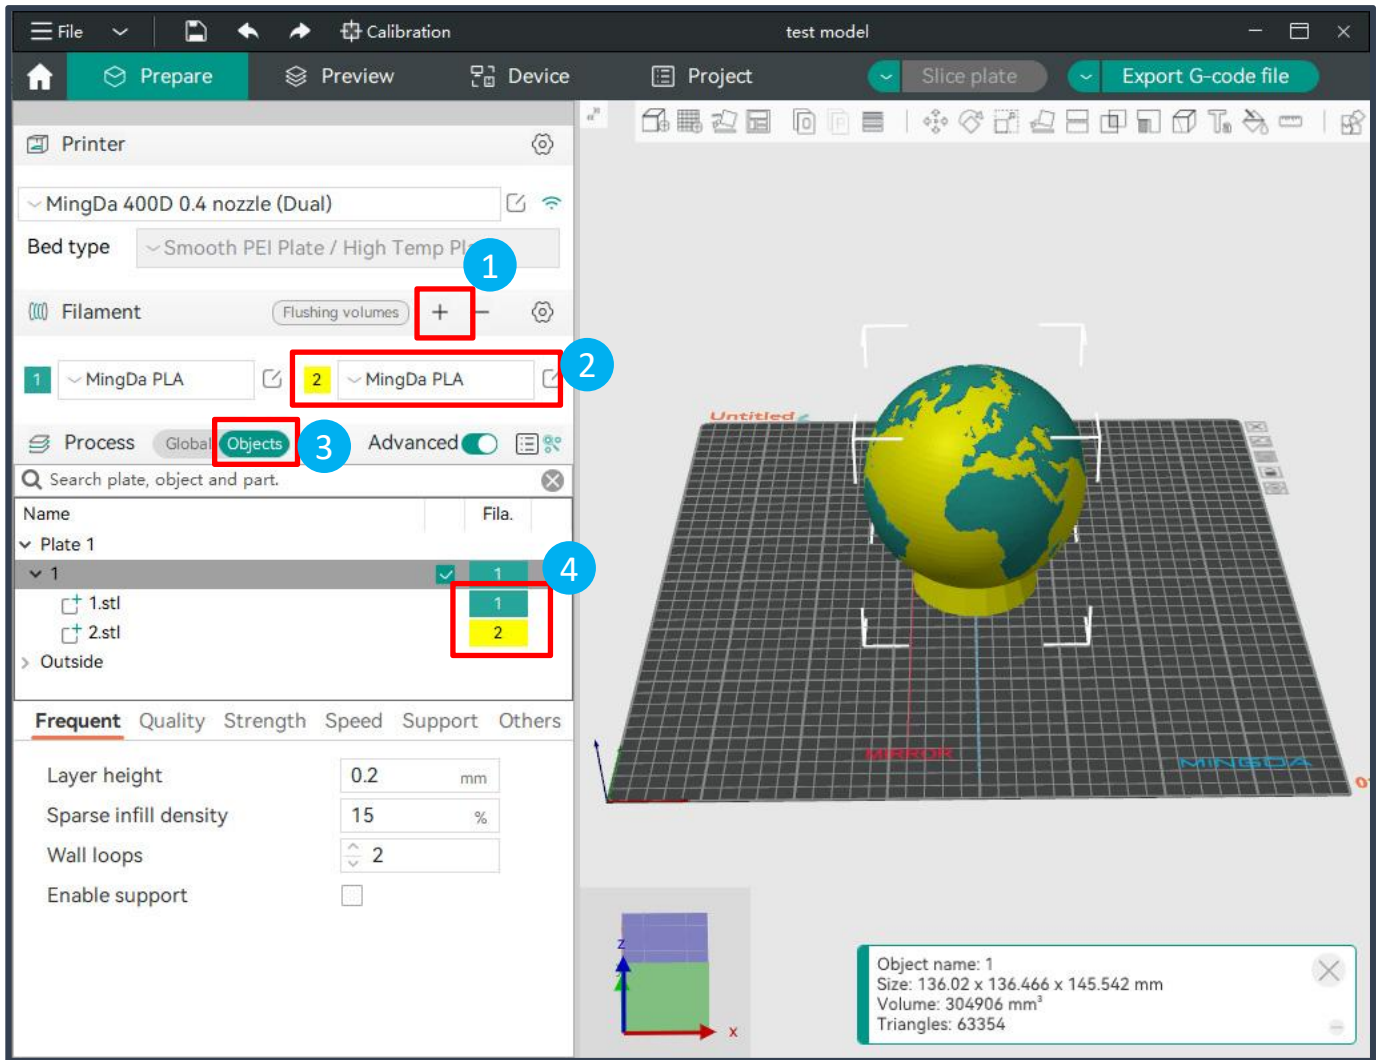 File
Calibration
test model
Prepare
Preview
Device
Project
Slice plate
Export G-code file
Printer
MingDa 400D 0.4 nozzle (Dual)
Bed type
Smooth PEI Plate / High Temp Pl
1
Filament
Flushing volumes
+
−
1
MingDa PLA
2
MingDa PLA
2
Process
Global
Objects
3
Advanced
Search plate, object and part.
Name
Fila.
Plate 1
1
1
4
1.stl
1
2.stl
2
Outside
Frequent
Quality
Strength
Speed
Support
Others
Layer height
0.2
mm
Sparse infill density
15
%
Wall loops
2
Enable support
Untitled
MIRROR
MINGDA
z
x
Object name: 1
Size: 136.02 x 136.466 x 145.542 mm
Volume: 304906 mm³
Triangles: 63354